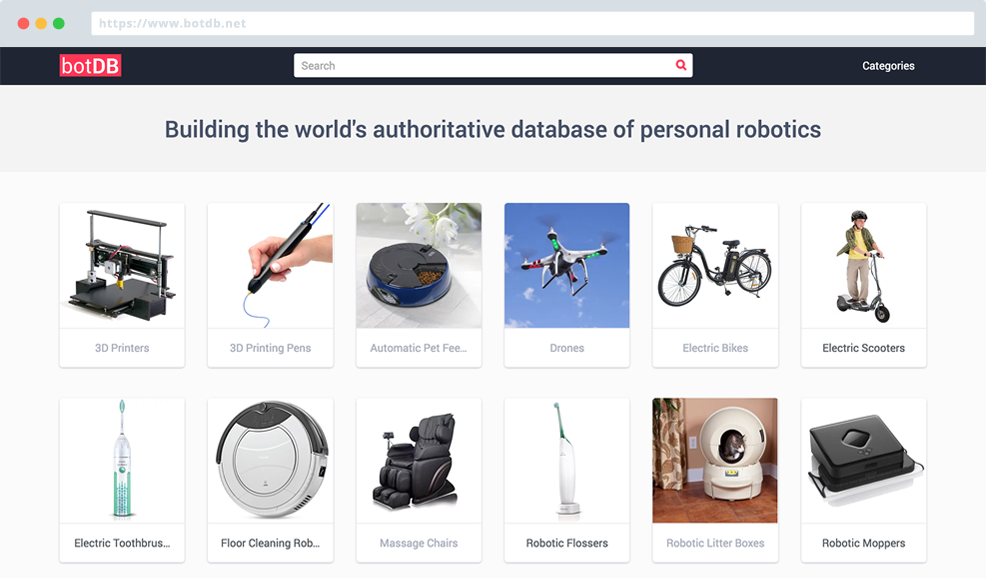 https://www.botdb.net
botDB
Search
Categories
Building the world's authoritative database of personal robotics
3D Printers
3D Printing Pens
Automatic Pet Fee...
Drones
Electric Bikes
Electric Scooters
Electric Toothbrus...
Floor Cleaning Rob...
Massage Chairs
Robotic Flossers
Robotic Litter Boxes
Robotic Moppers